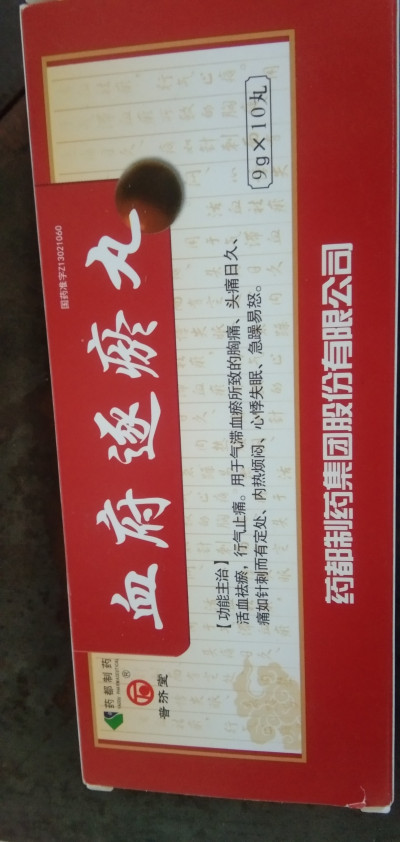 药都制药
YAODU PHARMACEUTICAL
®
普济堂
国药准字Z13021060
血府逐瘀丸
9g×10丸
【功能主治】
活血祛瘀，行气止痛。用于气滞血瘀所致的胸痛、头痛日久、
痛如针刺而有定处、内热烦闷、心悸失眠、急躁易怒。
药都制药集团股份有限公司